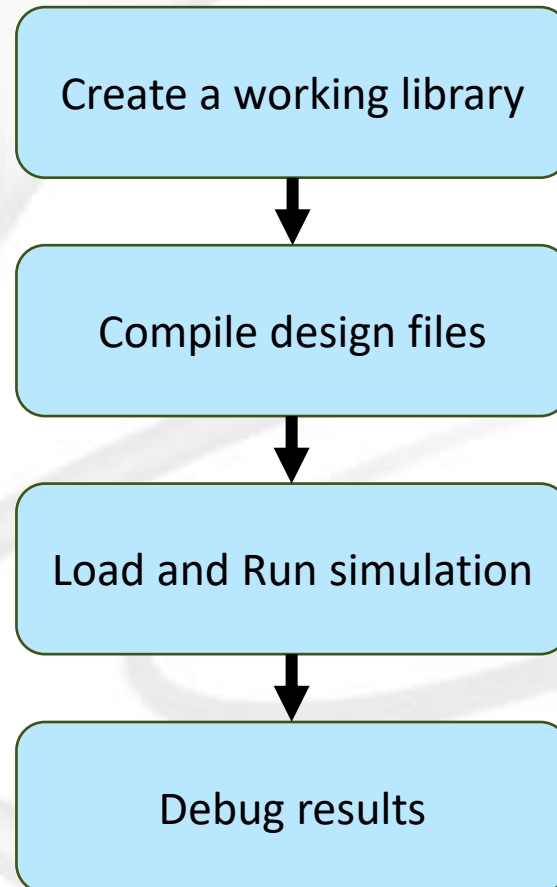 Create a working library
Compile design files
Load and Run simulation
Debug results